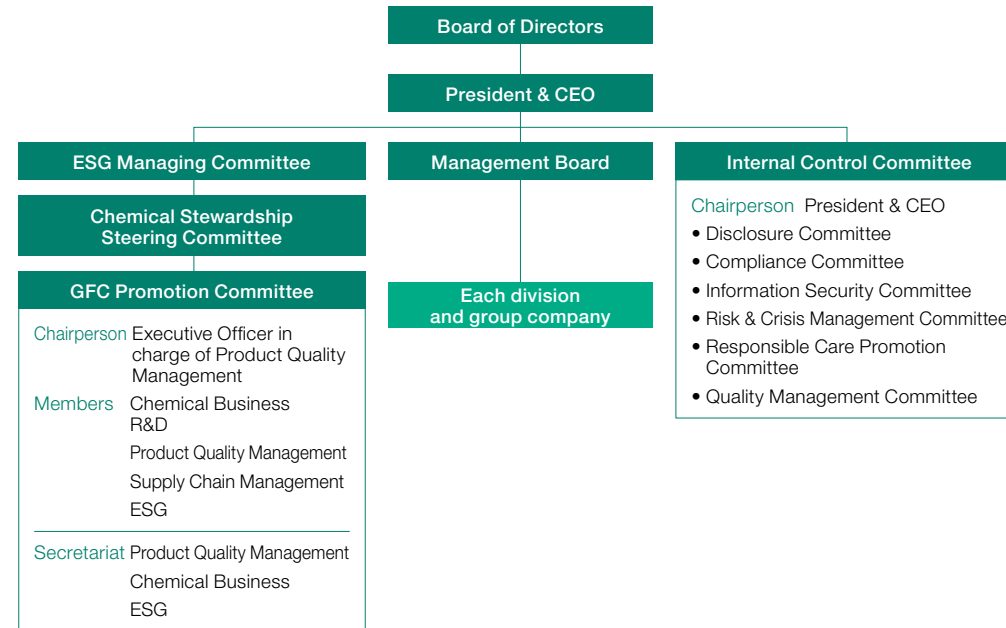 Board of Directors
President & CEO
ESG Managing Committee
Management Board
Internal Control Committee
Chemical Stewardship
Steering Committee
GFC Promotion Committee
Chairperson Executive Officer in
charge of Product Quality
Management
Members Chemical Business
R&D
Product Quality Management
Supply Chain Management
ESG
Secretariat Product Quality Management
Chemical Business
ESG
Each division
and group company
Chairperson President & CEO
• Disclosure Committee
• Compliance Committee
• Information Security Committee
• Risk & Crisis Management Committee
• Responsible Care Promotion
Committee
• Quality Management Committee